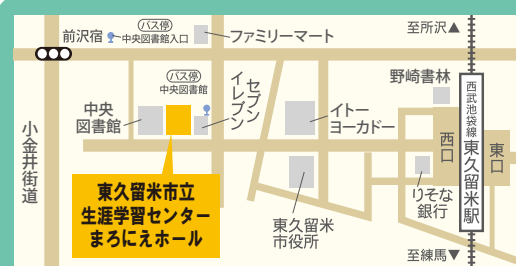 至所沢▲
前沢宿
バス停
中央図書館入口
ファミリーマート
バス停
中央図書館
セブン
イレブン
野崎書林
中央
図書館
イトー
ヨーカドー
西武池袋線
東久留米駅
西口
東口
小金井街道
東久留米市立
生涯学習センター
まろにえホール
東久留米
市役所
りそな
銀行
至練馬▼